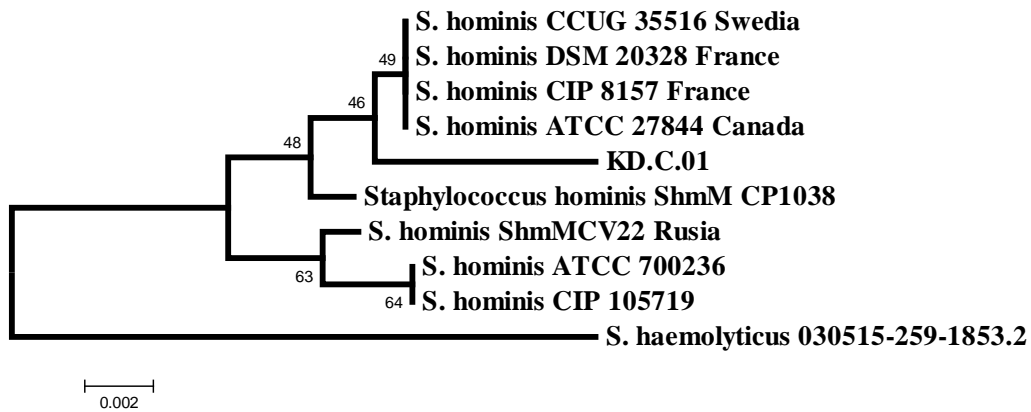 S. hominis CCUG 35516 Swedia
S. hominis DSM 20328 France
49
S. hominis CIP 8157 France
46
S. hominis ATCC 27844 Canada
48
KD.C.01
Staphylococcus hominis ShmM CP1038
S. hominis ShmMCV22 Rusia
S. hominis ATCC 700236
63
S. hominis CIP 105719
64
S. haemolyticus 030515-259-1853.2
0.002